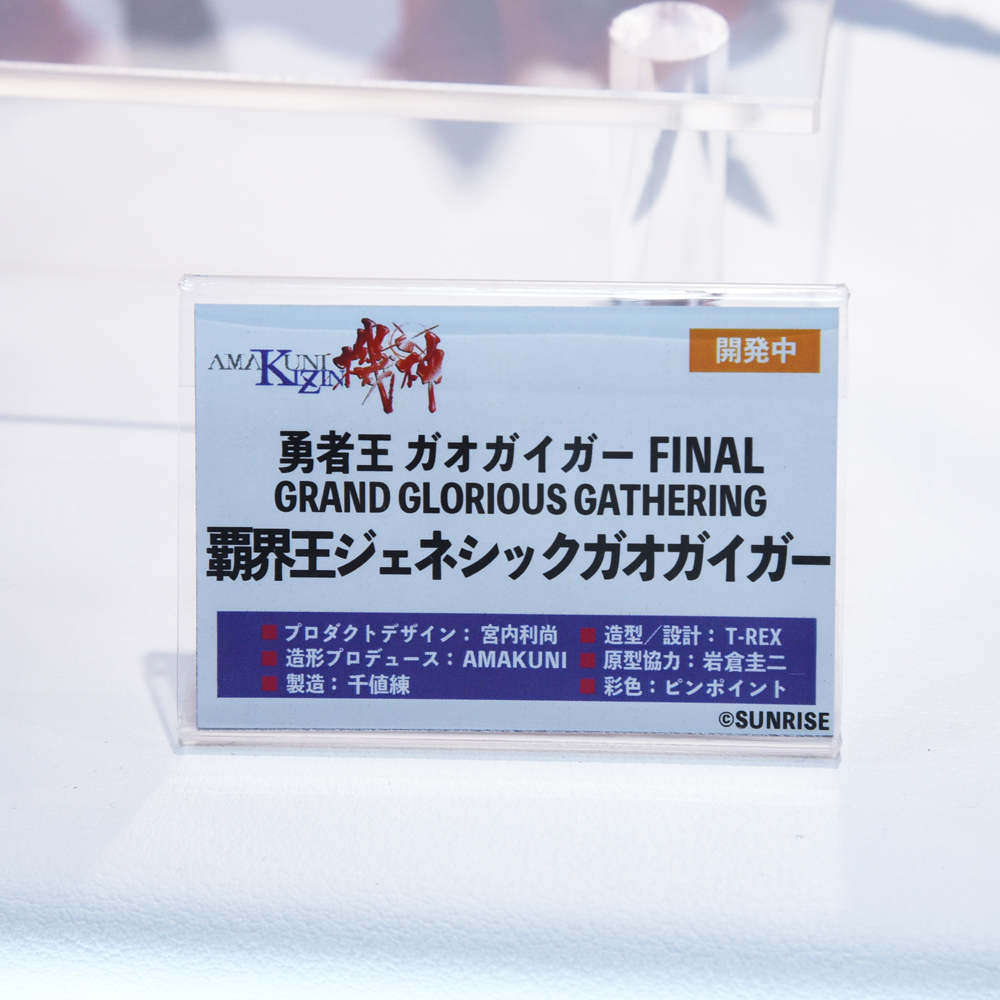 AMAKUNI KIZIN 機神
開発中
勇者王 ガオガイガー FINAL
GRAND GLORIOUS GATHERING
覇界王ジェネシックガオガイガー
プロダクトデザイン：宮内利尚
造型／設計：T-REX
造形プロデュース：AMAKUNI
原型協力：岩倉圭二
製造：千値練
彩色：ピンポイント
©SUNRISE